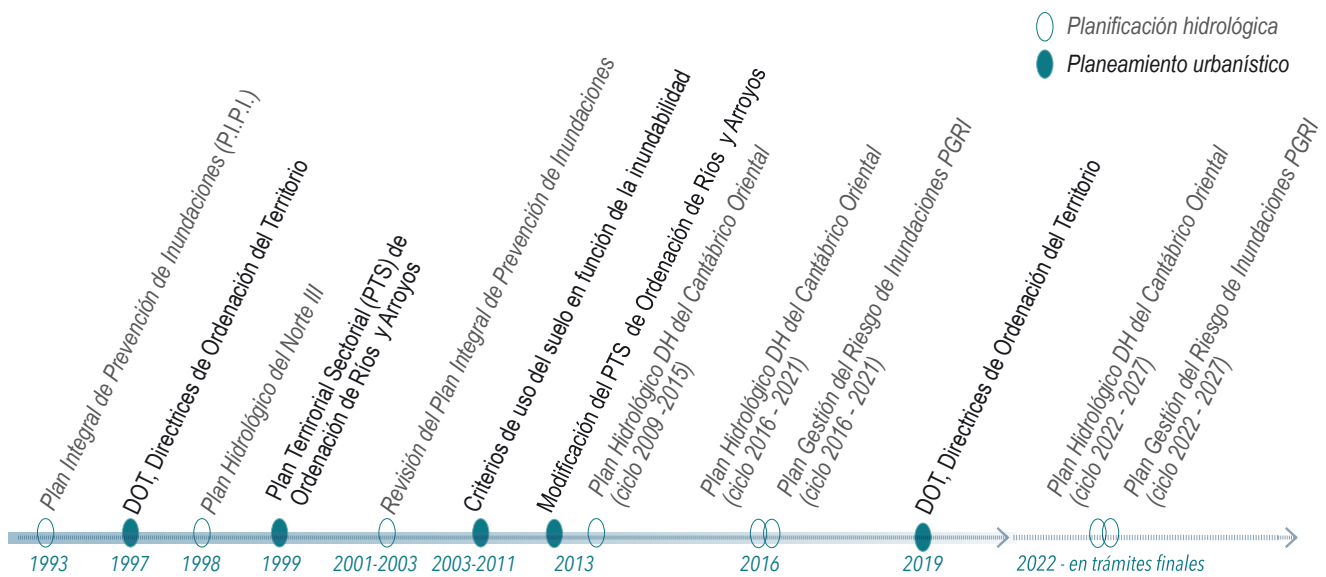 Planificación hidrológica
Planeamiento urbanístico
Plan Integral de Prevención de Inundaciones (P.I.P.I.)
DOT, Directrices de Ordenación del Territorio
Plan Hidrológico del Norte III
Plan Terrirorial Sectorial (PTS) de
Ordenación de Ríos y Arroyos
Revisión del Plan Integral de Prevención de Inundaciones
Criterios de uso del suelo en función de la inundabilidad
Modificación del PTS de Ordenación de Ríos y Arroyos
Plan Hidrológico DH del Cantábrico Oriental
(ciclo 2009 -2015)
Plan Hidrológico DH del Cantábrico Oriental
(ciclo 2016 - 2021)
Plan Gestión del Riesgo de Inundaciones PGRI
(ciclo 2016 - 2021)
DOT, Directrices de Ordenación del Territorio
Plan Hidrológico DH del Cantábrico Oriental
(ciclo 2022 - 2027)
Plan Gestión del Riesgo de Inundaciones PGRI
(ciclo 2022 - 2027)
1993
1997
1998
1999
2001-2003
2003-2011
2013
2016
2019
2022 - en trámites finales